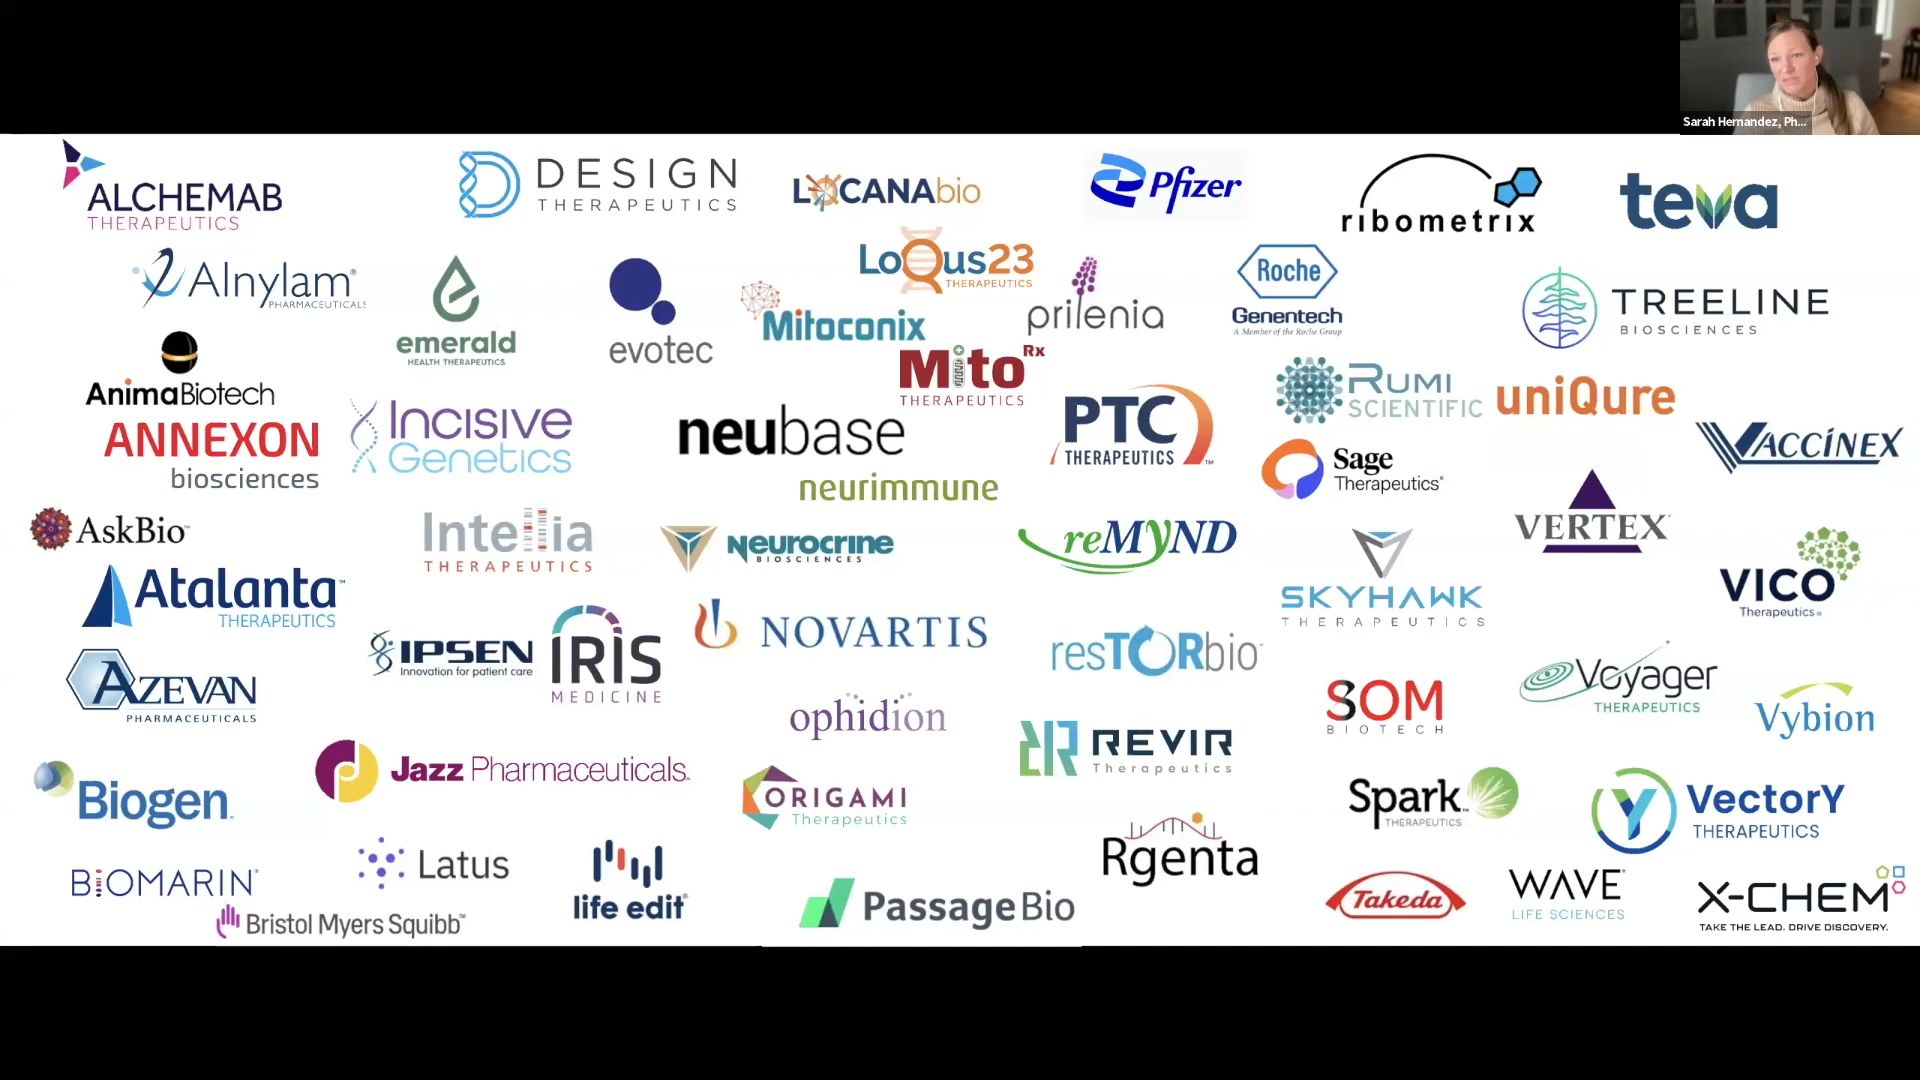 Sarah Hernandez, Ph...
ALCHEMAB
THERAPEUTICS
DESIGN
THERAPEUTICS
LOCANAbio
Pfizer
ribometrix
teva
Alnylam®
PHARMACEUTICALS
emerald
HEALTH THERAPEUTICS
evotec
LoQus23
THERAPEUTICS
Mitoconix
prilenia
Roche
Genentech
A Member of the Roche Group
TREELINE
BIOSCIENCES
AnimaBiotech
ANNEXON
biosciences
Incisive
Genetics
neubase
MitoRx
THERAPEUTICS
PTC
THERAPEUTICS™
RUMI
SCIENTIFIC
uniQure
VACCINEX
Sage
Therapeutics®
neurimmune
AskBio™
Intellia
THERAPEUTICS
NEUROCRINE
BIOSCIENCES
reMYND
VERTEX
SKYHAWK
THERAPEUTICS
VICO
Therapeutics®
Atalanta™
THERAPEUTICS
IPSEN
Innovation for patient care
IRIS
MEDICINE
NOVARTIS
resTORbio
AZEVAN
PHARMACEUTICALS
ophidion
REVIR
Therapeutics
SOM
BIOTECH
Voyager
THERAPEUTICS
Vybion
Biogen.
Jazz Pharmaceuticals.
ORIGAMI
Therapeutics
Spark™
THERAPEUTICS
VectorY
THERAPEUTICS
BIOMARIN®
Latus
life edit
PassageBio
Rgenta
Takeda
WAVE®
LIFE SCIENCES
X-CHEM
TAKE THE LEAD. DRIVE DISCOVERY.
Bristol Myers Squibb™